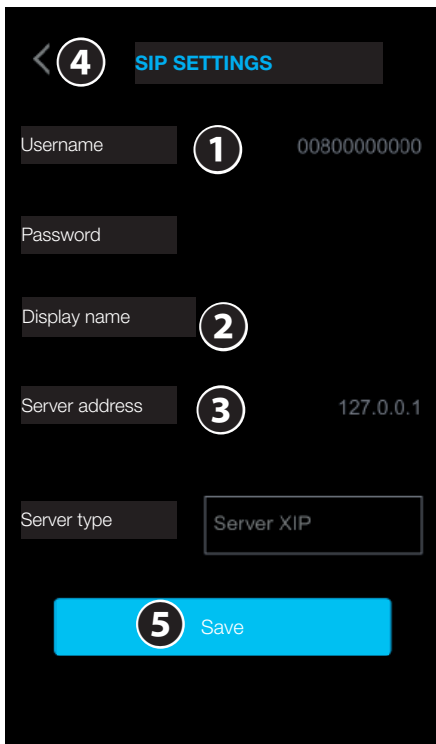 4 SIP SETTINGS
Username 1 00800000000
Password
Display name 2
Server address 3 127.0.0.1
Server type Server XIP
5 Save